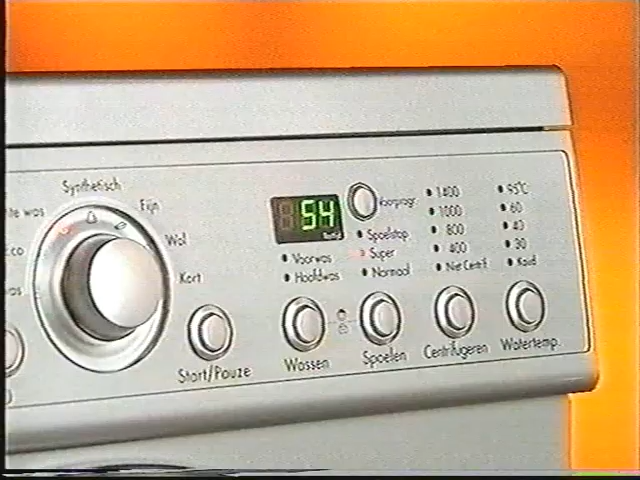 Synthetisch
Fijn
Wol
Kort
Start/Pauze
54
Voorwas
Hoofdwas
Wassen
Voorprogr.
Spoelstop
Super
Normaal
Spoelen
1400
1000
800
400
Niet Centrif.
Centrifugeren
95°C
60
40
30
Koud
Watertemp.